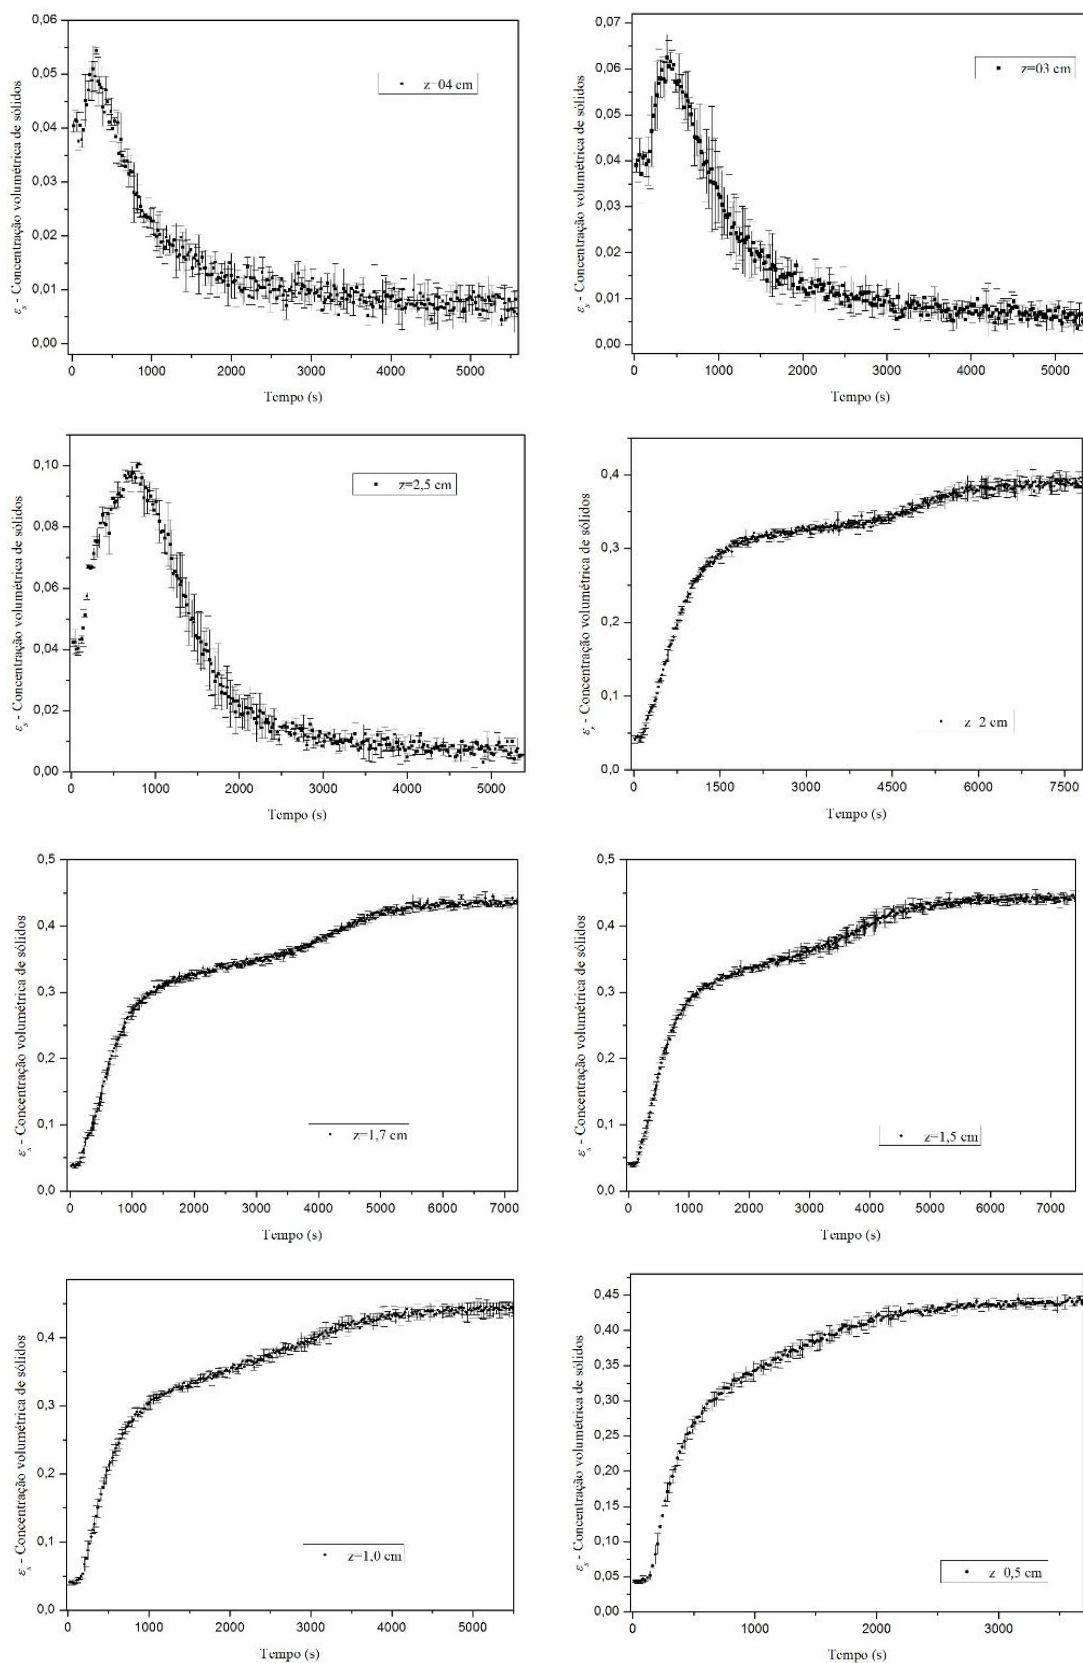 0,06
0,05
0,04
0,03
0,02
0,01
0,00
εs - Concentração volumétrica de sólidos
z=04 cm
0 1000 2000 3000 4000 5000
Tempo (s)
0,07
0,06
0,05
0,04
0,03
0,02
0,01
0,00
εs - Concentração volumétrica de sólidos
z=03 cm
0 1000 2000 3000 4000 5000
Tempo (s)
0,10
0,08
0,06
0,04
0,02
0,00
εs - Concentração volumétrica de sólidos
z=2,5 cm
0 1000 2000 3000 4000 5000
Tempo (s)
0,4
0,3
0,2
0,1
0,0
εs - Concentração volumétrica de sólidos
z 2 cm
0 1500 3000 4500 6000 7500
Tempo (s)
0,5
0,4
0,3
0,2
0,1
0,0
εs - Concentração volumétrica de sólidos
z=1,7 cm
0 1000 2000 3000 4000 5000 6000 7000
Tempo (s)
0,5
0,4
0,3
0,2
0,1
0,0
εs - Concentração volumétrica de sólidos
z=1,5 cm
0 1000 2000 3000 4000 5000 6000 7000
Tempo (s)
0,4
0,3
0,2
0,1
0,0
εs - Concentração volumétrica de sólidos
z=1,0 cm
0 1000 2000 3000 4000 5000
Tempo (s)
0,45
0,40
0,35
0,30
0,25
0,20
0,15
0,10
0,05
0,00
εs - Concentração volumétrica de sólidos
z 0,5 cm
0 1000 2000 3000
Tempo (s)